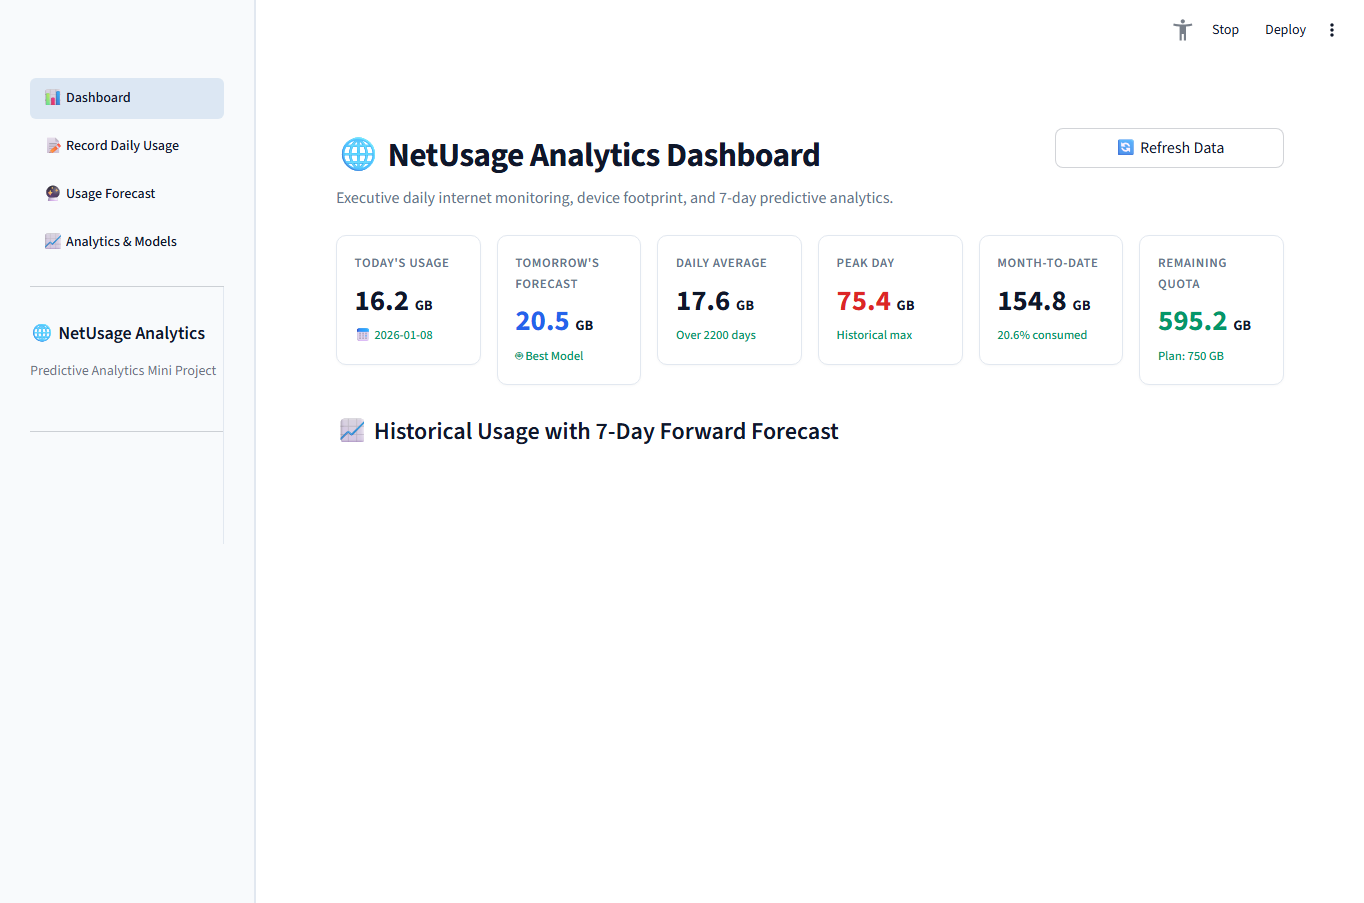 Stop Deploy
Dashboard
Record Daily Usage
Usage Forecast
Analytics & Models
NetUsage Analytics
Predictive Analytics Mini Project
NetUsage Analytics Dashboard
Refresh Data
Executive daily internet monitoring, device footprint, and 7-day predictive analytics.
TODAY'S USAGE
16.2 GB
2026-01-08
TOMORROW'S
FORECAST
20.5 GB
Best Model
DAILY AVERAGE
17.6 GB
Over 2200 days
PEAK DAY
75.4 GB
Historical max
MONTH-TO-DATE
154.8 GB
20.6% consumed
REMAINING
QUOTA
595.2 GB
Plan: 750 GB
Historical Usage with 7-Day Forward Forecast